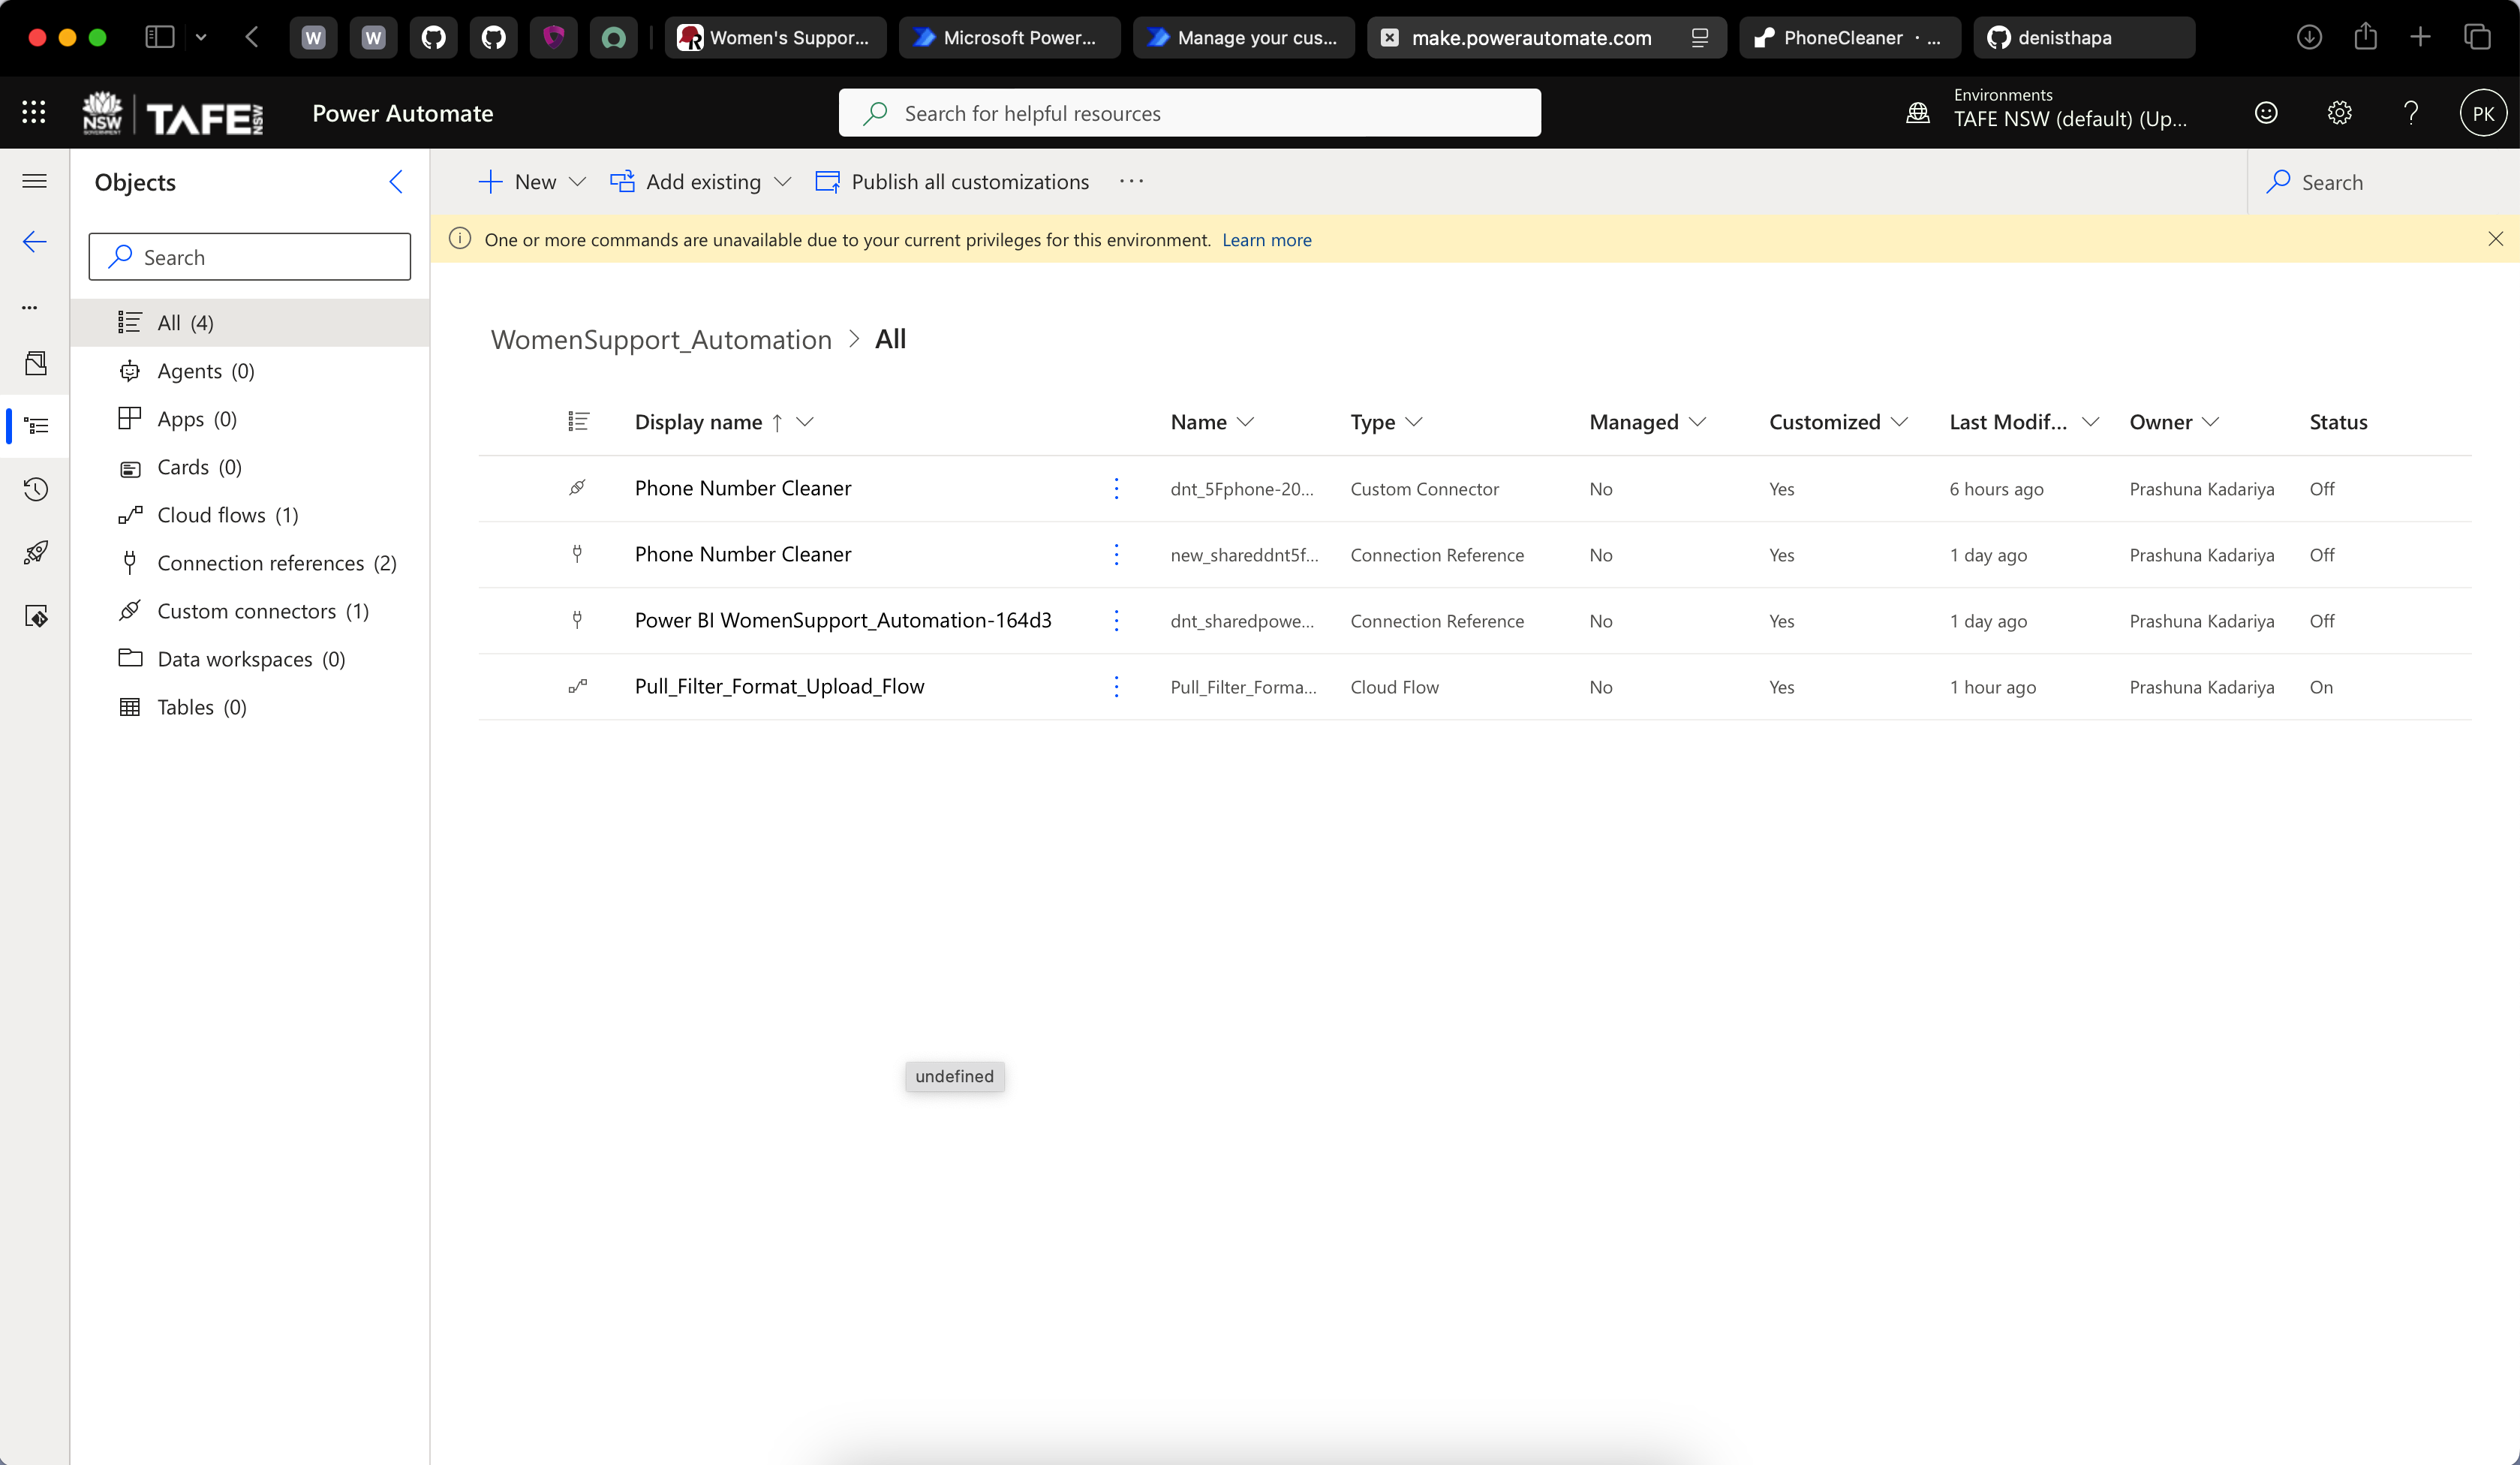 W
W
Women's Suppor...
Microsoft Power...
Manage your cus...
make.powerautomate.com
PhoneCleaner · ...
denisthapa
NSW
GOVERNMENT
TAFE NSW
Power Automate
Search for helpful resources
Environments
TAFE NSW (default) (Up...
PK
Objects
New
Add existing
Publish all customizations
Search
One or more commands are unavailable due to your current privileges for this environment. Learn more
Search
All (4)
Agents (0)
Apps (0)
Cards (0)
Cloud flows (1)
Connection references (2)
Custom connectors (1)
Data workspaces (0)
Tables (0)
WomenSupport_Automation > All
Display name ↑ Name Type Managed Customized Last Modif... Owner Status
Phone Number Cleaner dnt_5Fphone-20... Custom Connector No Yes 6 hours ago Prashuna Kadariya Off
Phone Number Cleaner new_shareddnt5f... Connection Reference No Yes 1 day ago Prashuna Kadariya Off
Power BI WomenSupport_Automation-164d3 dnt_sharedpowe... Connection Reference No Yes 1 day ago Prashuna Kadariya Off
Pull_Filter_Format_Upload_Flow Pull_Filter_Forma... Cloud Flow No Yes 1 hour ago Prashuna Kadariya On
undefined